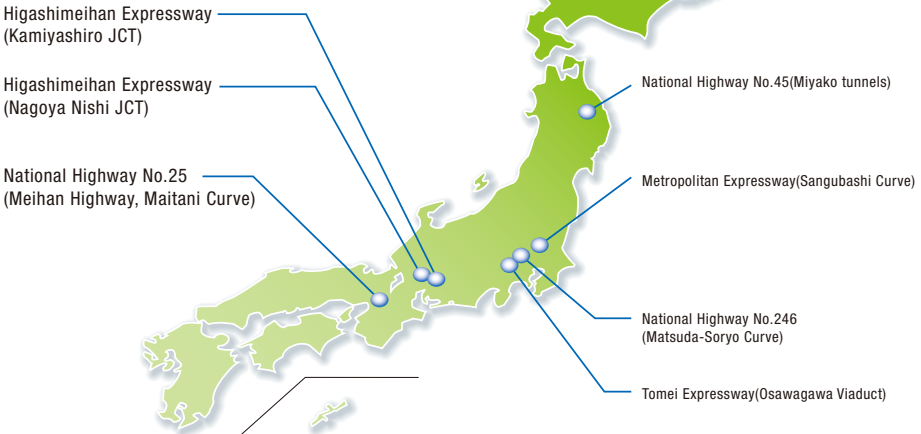 Higashimeihan Expressway
(Kamiyashiro JCT)
Higashimeihan Expressway
(Nagoya Nishi JCT)
National Highway No.25
(Meihan Highway, Maitani Curve)
National Highway No.45(Miyako tunnels)
Metropolitan Expressway(Sangubashi Curve)
National Highway No.246
(Matsuda-Soryo Curve)
Tomei Expressway(Osawagawa Viaduct)